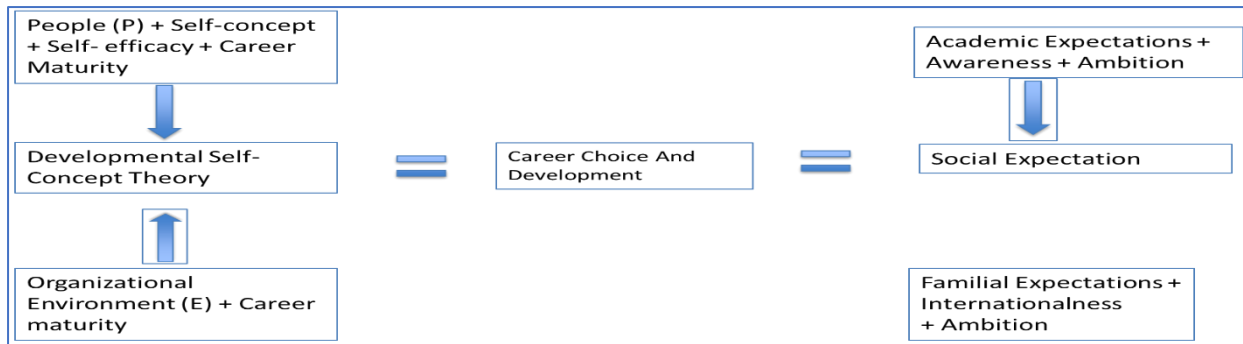 People (P) + Self-concept
+ Self- efficacy + Career
Maturity
Developmental Self-
Concept Theory
Organizational
Environment (E) + Career
maturity
Career Choice And
Development
Academic Expectations +
Awareness + Ambition
Social Expectation
Familial Expectations +
Internationalness
+ Ambition